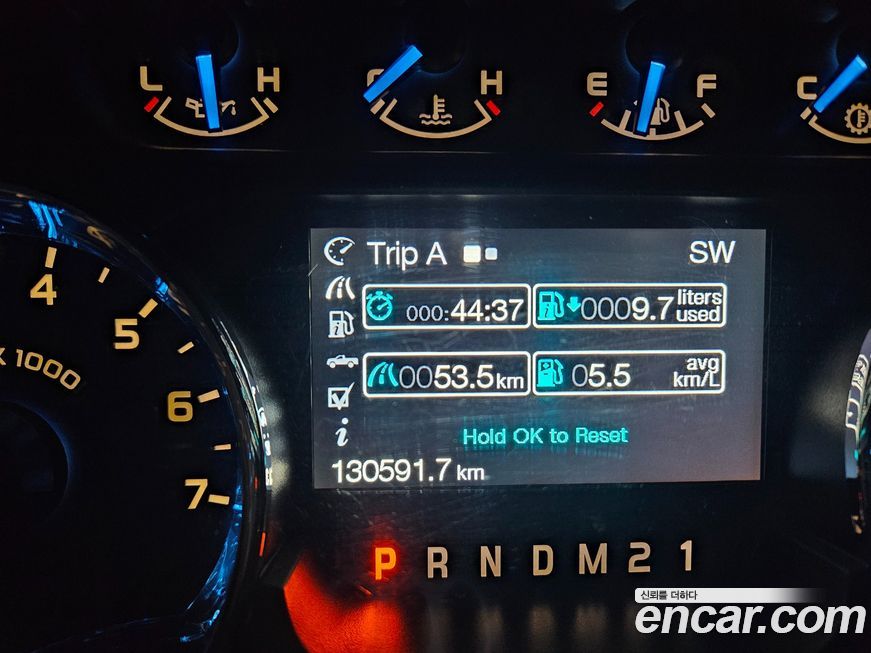 L H C H E F C
Trip A SW
000:44:37 0009.7 liters used
0053.5 km 05.5 avg km/L
Hold OK to Reset
130591.7 km
4
5
x 1000
6
7
P R N D M 2 1
신뢰를 더하다
encar.com